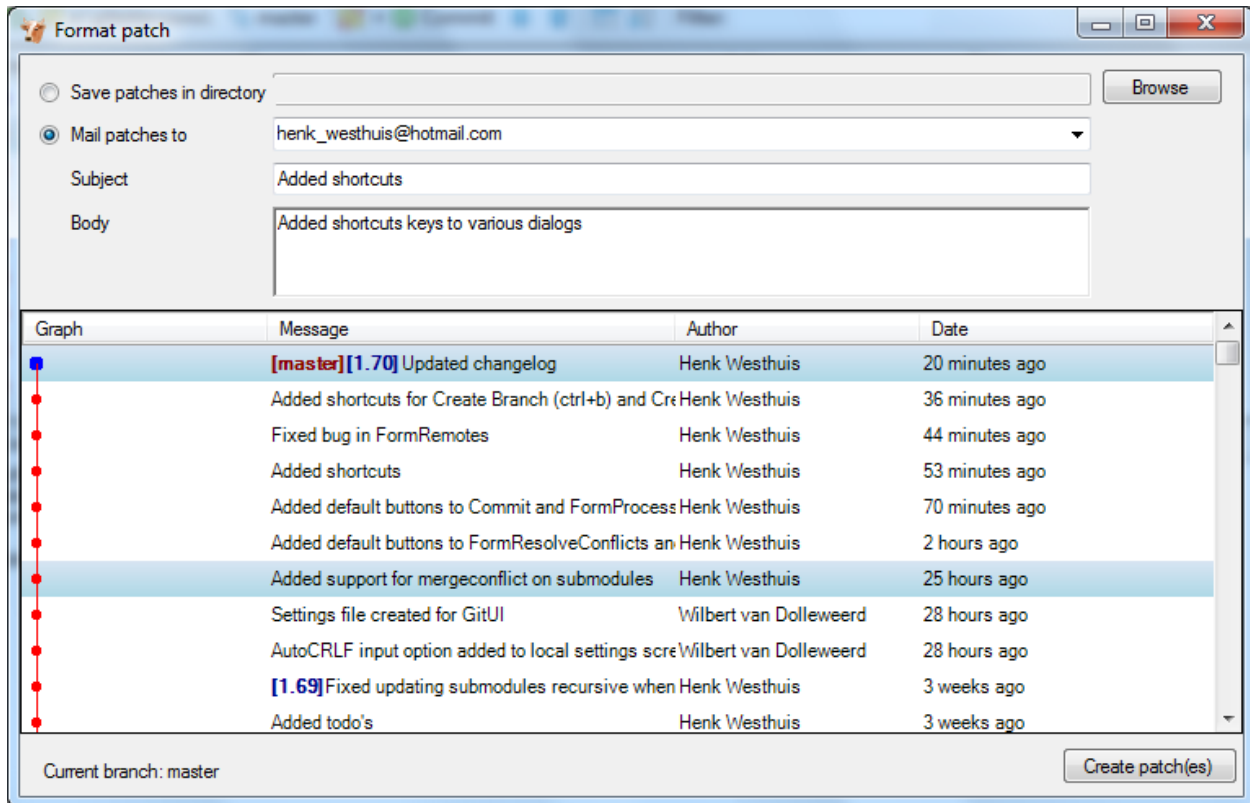 Format patch
Save patches in directory
Browse
Mail patches to henk_westhuis@hotmail.com
Subject Added shortcuts
Body Added shortcuts keys to various dialogs
Graph Message Author Date
[master][1.70] Updated changelog Henk Westhuis 20 minutes ago
Added shortcuts for Create Branch (ctrl+b) and Cre Henk Westhuis 36 minutes ago
Fixed bug in FormRemotes Henk Westhuis 44 minutes ago
Added shortcuts Henk Westhuis 53 minutes ago
Added default buttons to Commit and FormProcess Henk Westhuis 70 minutes ago
Added default buttons to FormResolveConflicts an Henk Westhuis 2 hours ago
Added support for mergeconflict on submodules Henk Westhuis 25 hours ago
Settings file created for GitUI Wilbert van Dolleweerd 28 hours ago
AutoCRLF input option added to local settings scre Wilbert van Dolleweerd 28 hours ago
[1.69] Fixed updating submodules recursive when Henk Westhuis 3 weeks ago
Added todo's Henk Westhuis 3 weeks ago
Current branch: master
Create patch(es)